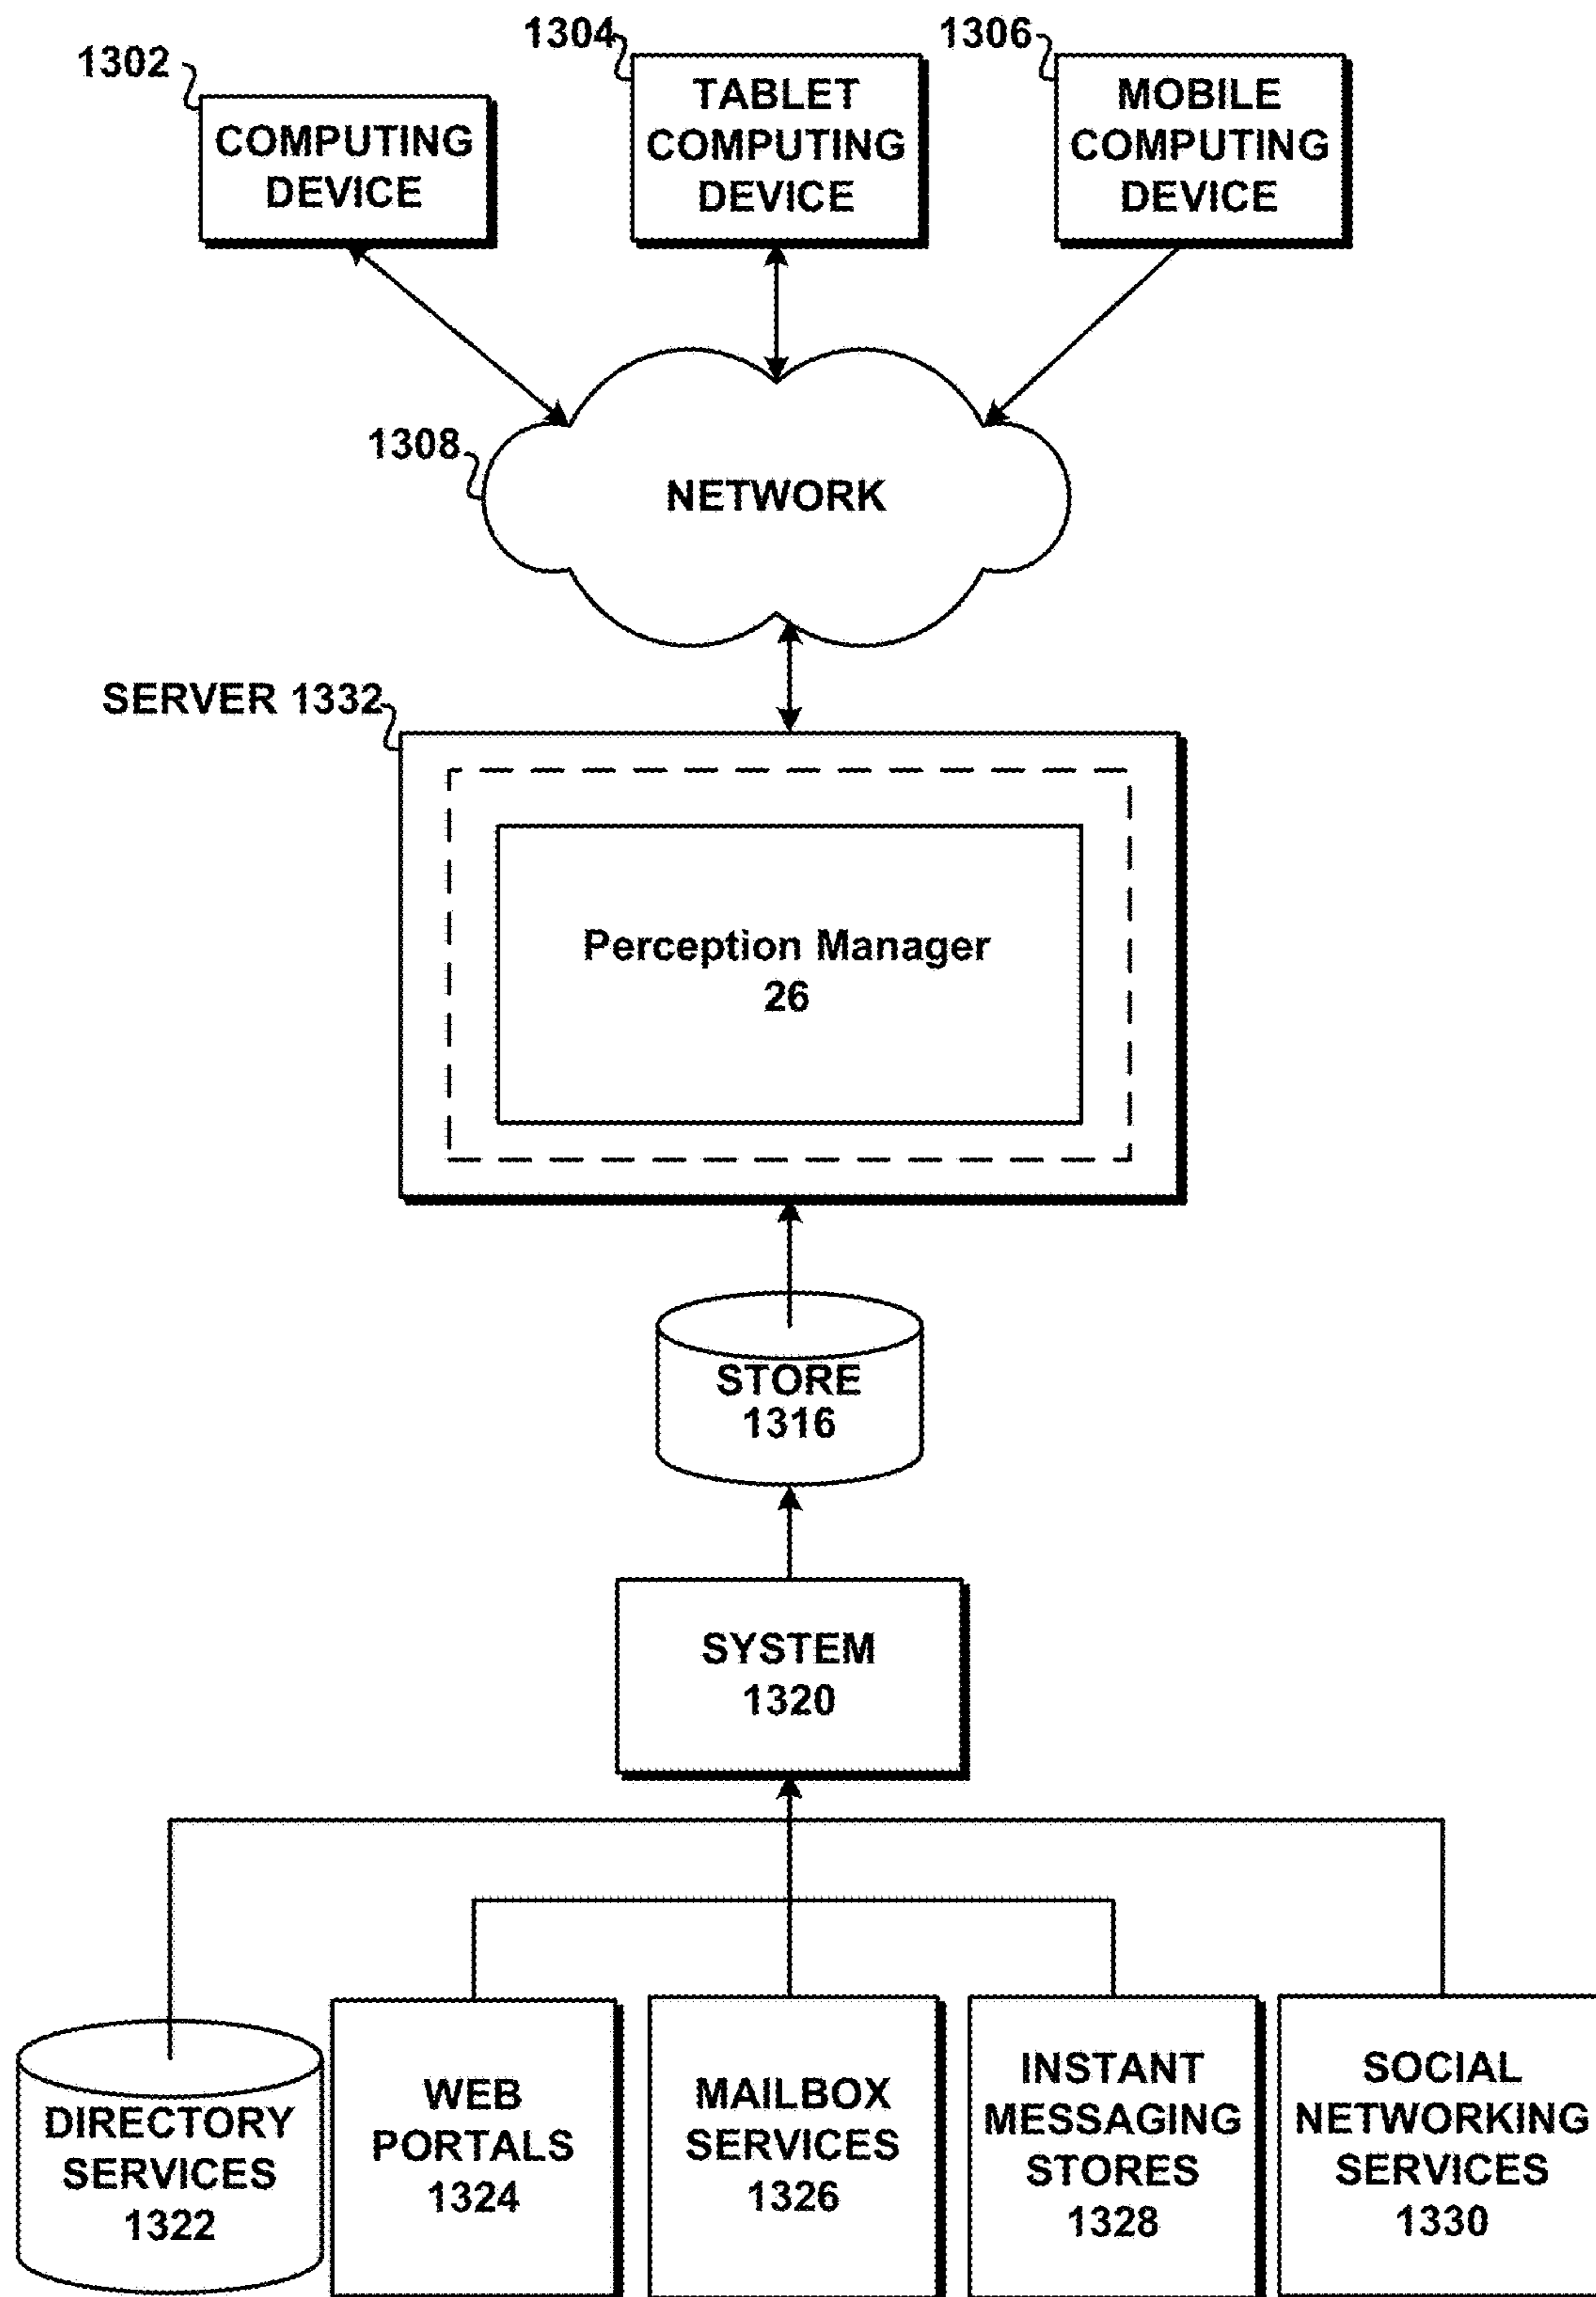 1302
COMPUTING
DEVICE
1304
TABLET
COMPUTING
DEVICE
1306
MOBILE
COMPUTING
DEVICE
1308
NETWORK
SERVER 1332
Perception Manager
26
STORE
1316
SYSTEM
1320
DIRECTORY
SERVICES
1322
WEB
PORTALS
1324
MAILBOX
SERVICES
1326
INSTANT
MESSAGING
STORES
1328
SOCIAL
NETWORKING
SERVICES
1330